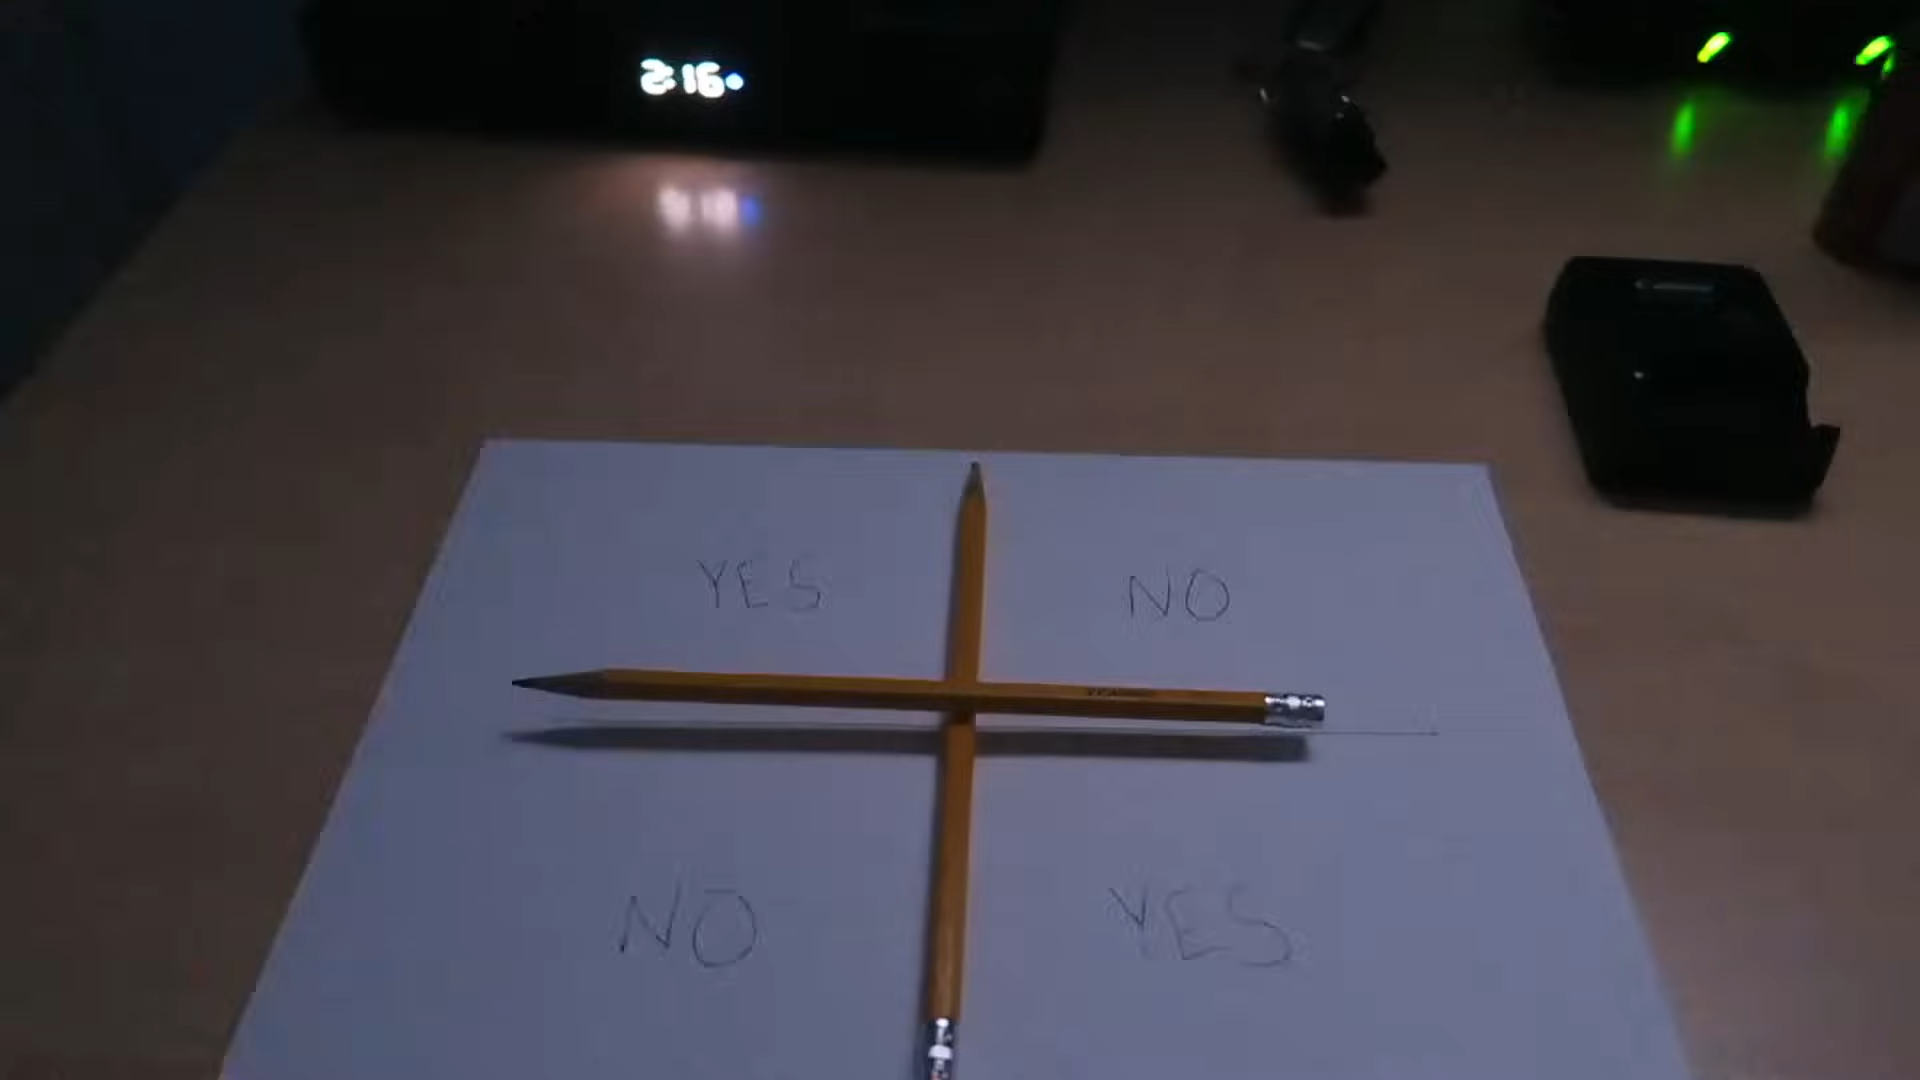 2:16
YES NO
NO YES